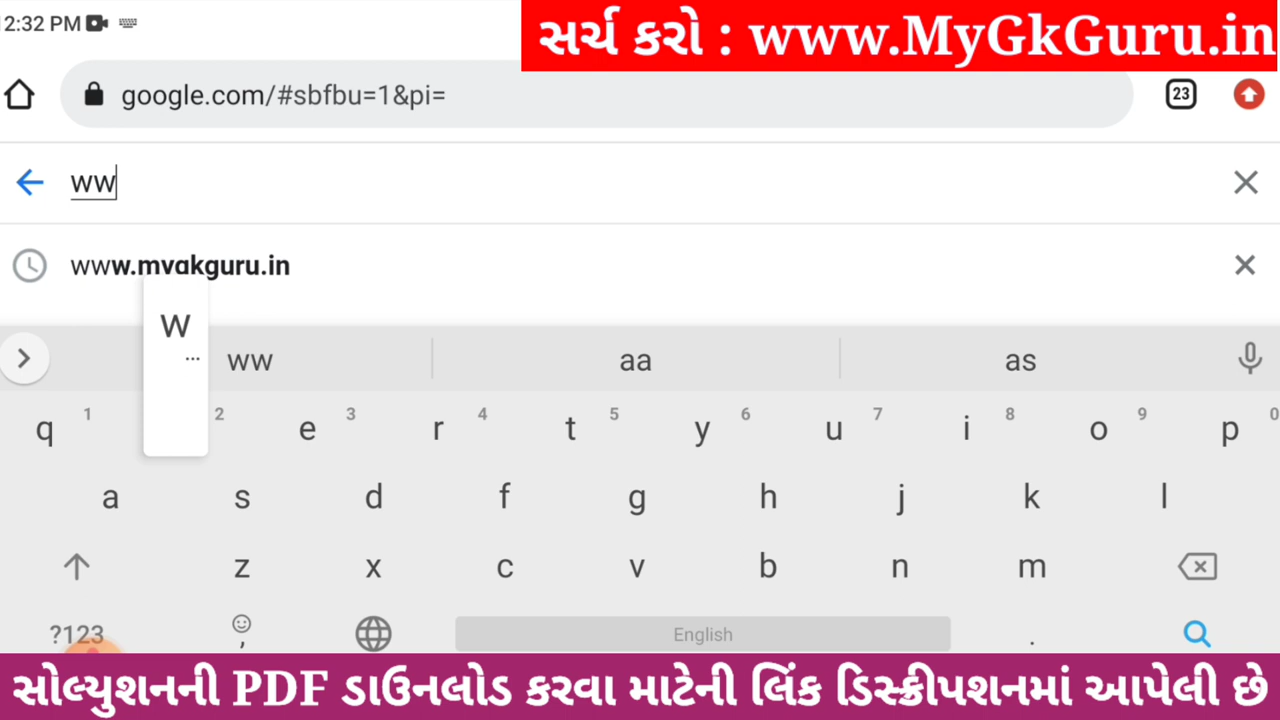 2:32 PM
સર્ચ કરો : www.MyGkGuru.in
google.com/#sbfbu=1&pi=
23
ww
www.mygkguru.in
w
...
ww aa as
q 1 2 e 3 r 4 t 5 y 6 u 7 i 8 o 9 p 0
a s d f g h j k l
z x c v b n m
?123 , English .
સોલ્યુશનની PDF ડાઉનલોડ કરવા માટેની લિંક ડિસ્ક્રીપશનમાં આપેલી છે